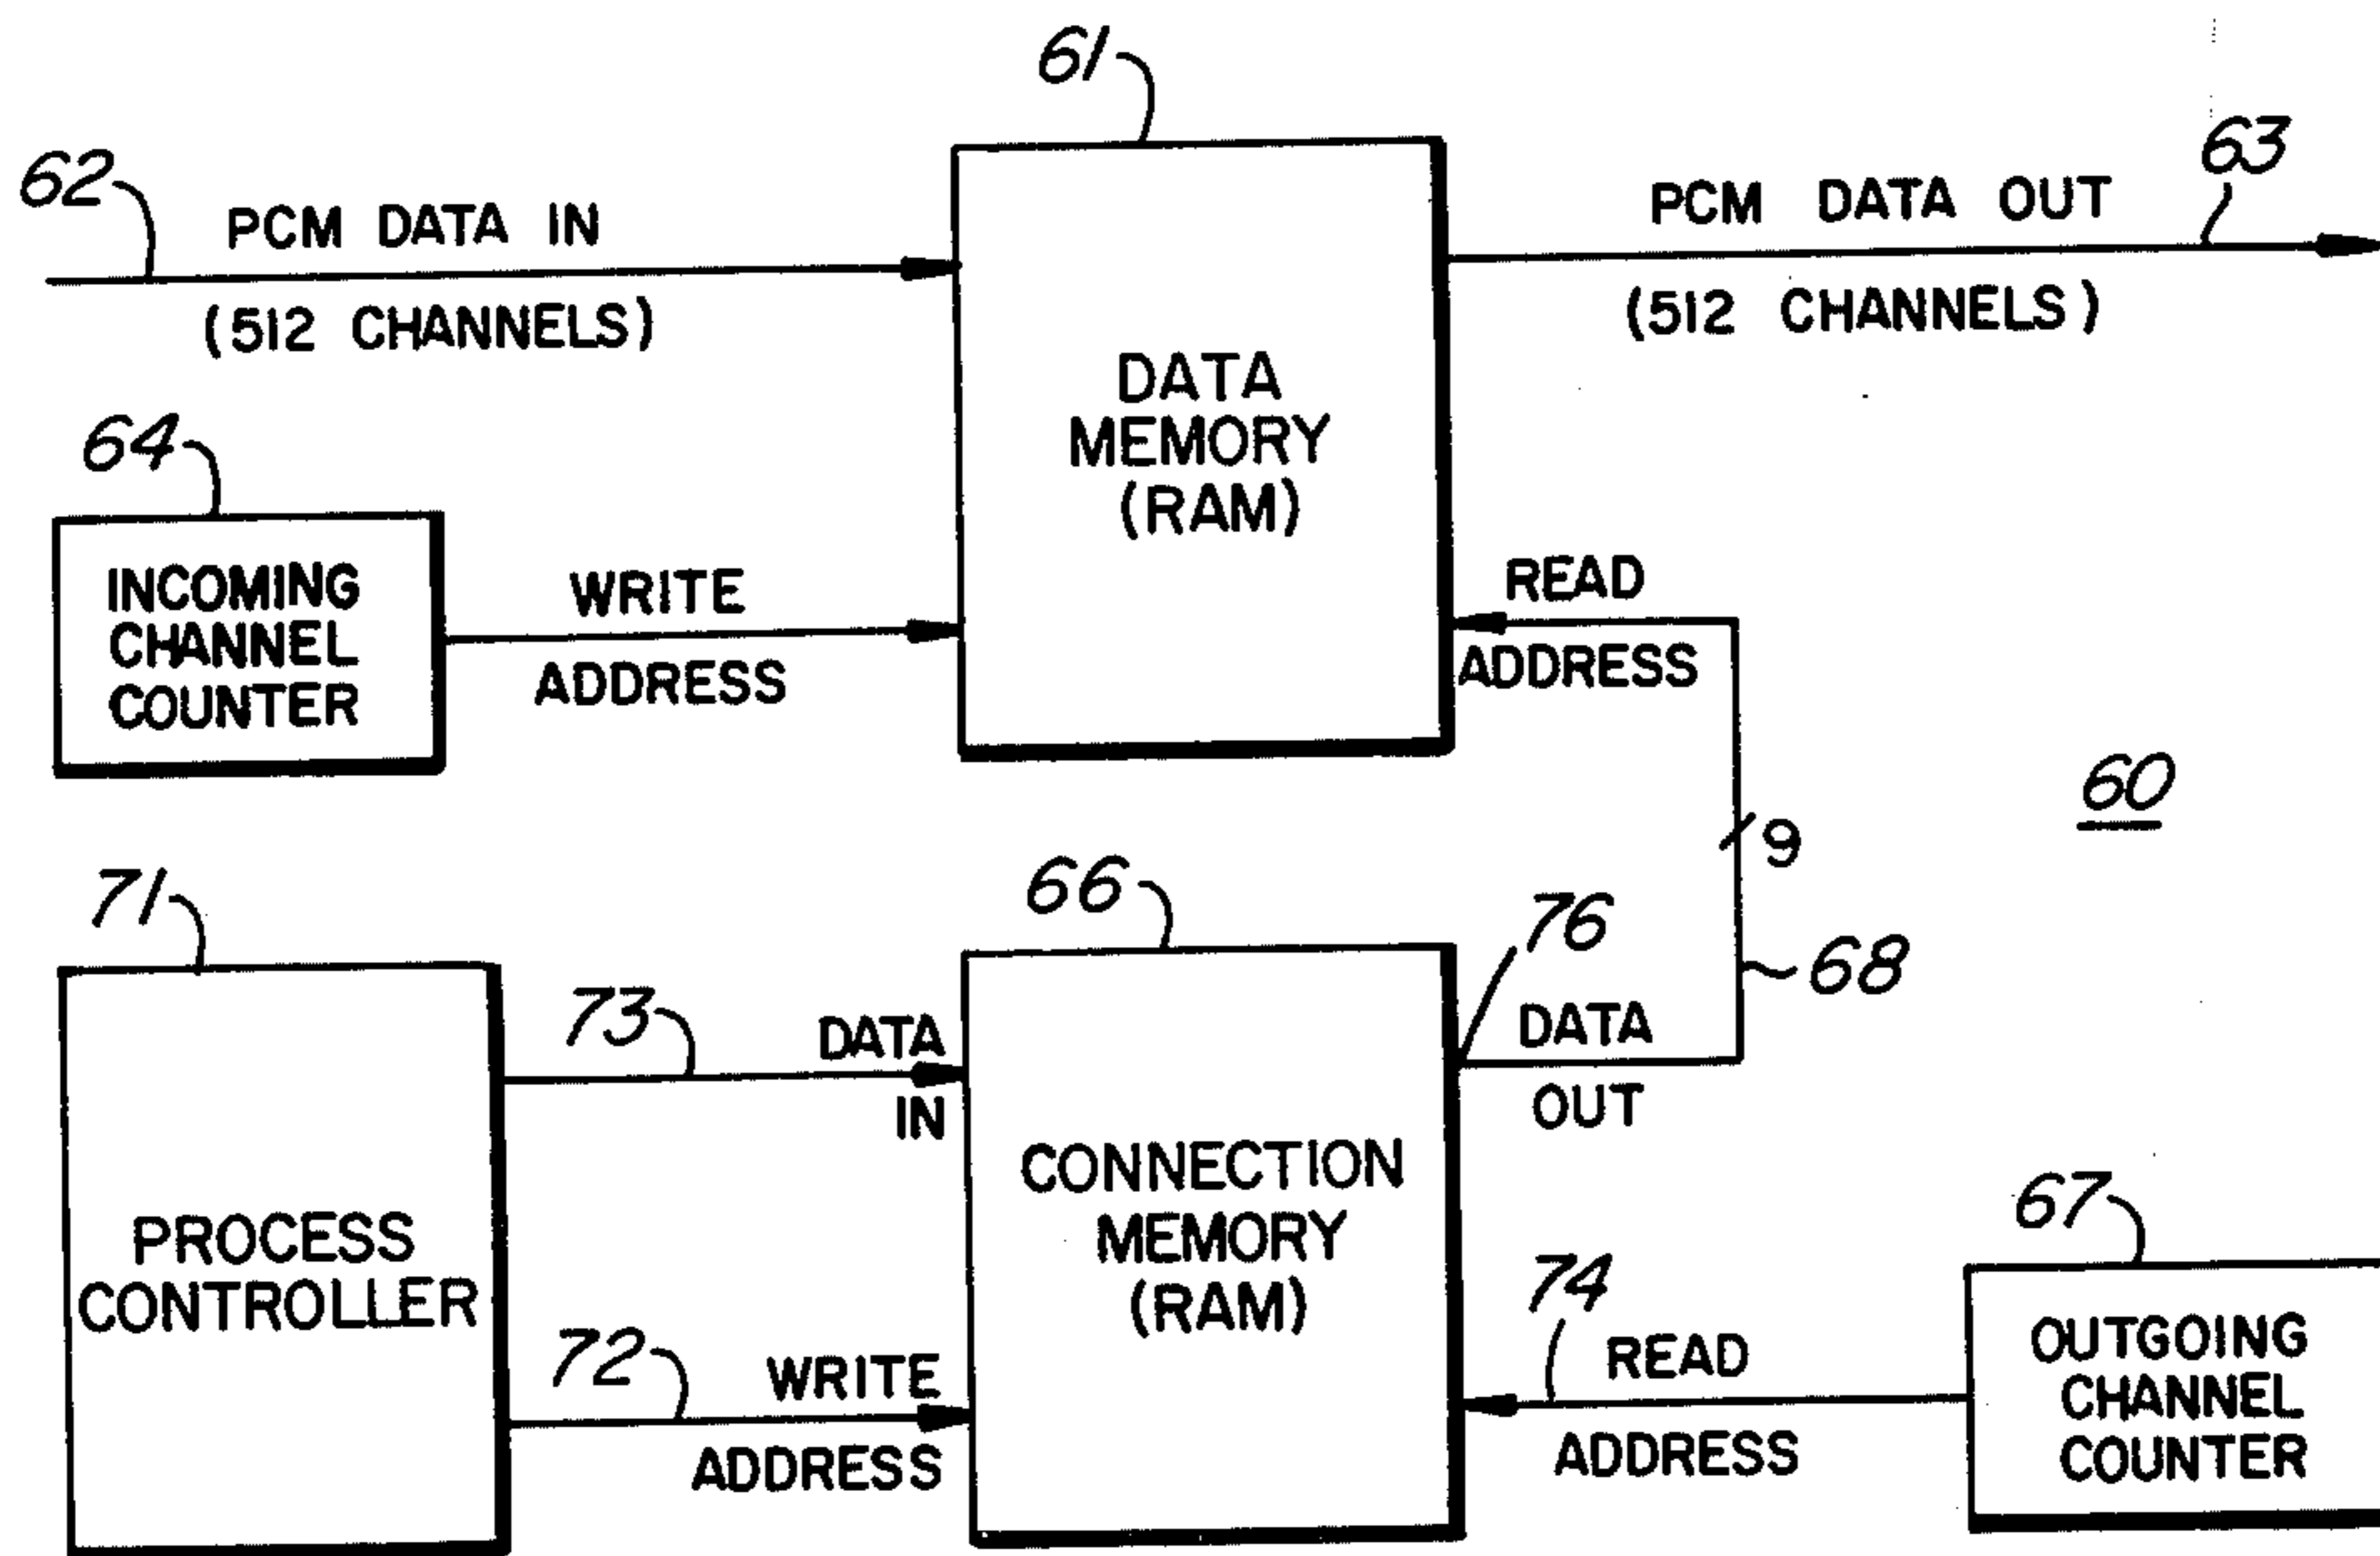 61
62
PCM DATA IN
(512 CHANNELS)
63
PCM DATA OUT
(512 CHANNELS)
DATA
MEMORY
(RAM)
64
INCOMING
CHANNEL
COUNTER
WRITE
ADDRESS
READ
ADDRESS
60
9
68
71
PROCESS
CONTROLLER
73
DATA
IN
72
WRITE
ADDRESS
66
CONNECTION
MEMORY
(RAM)
76
DATA
OUT
74
READ
ADDRESS
67
OUTGOING
CHANNEL
COUNTER